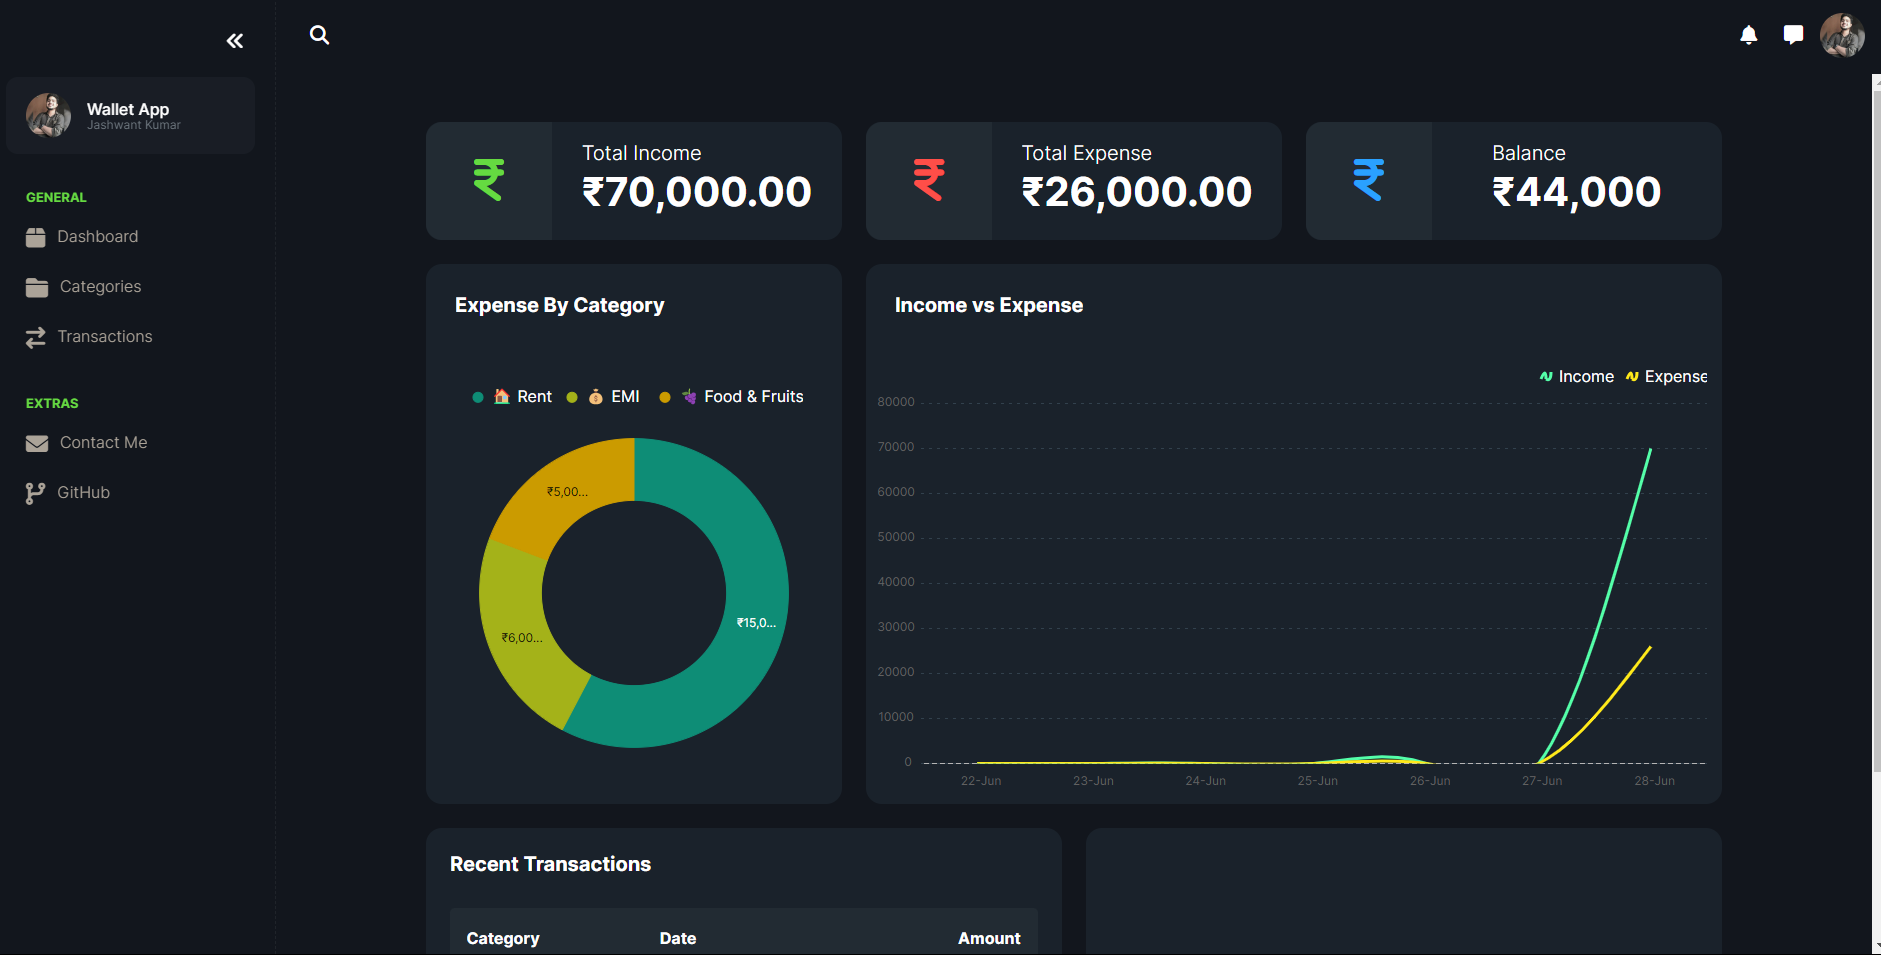 Wallet App
Jashwant Kumar
GENERAL
Dashboard
Categories
Transactions
EXTRAS
Contact Me
GitHub
Total Income
₹70,000.00
Total Expense
₹26,000.00
Balance
₹44,000
Expense By Category
Rent EMI Food & Fruits
₹5,00...
₹6,00...
₹15,0...
Income vs Expense
Income Expense
80000
70000
60000
50000
40000
30000
20000
10000
0
22-Jun 23-Jun 24-Jun 25-Jun 26-Jun 27-Jun 28-Jun
Recent Transactions
Category Date Amount